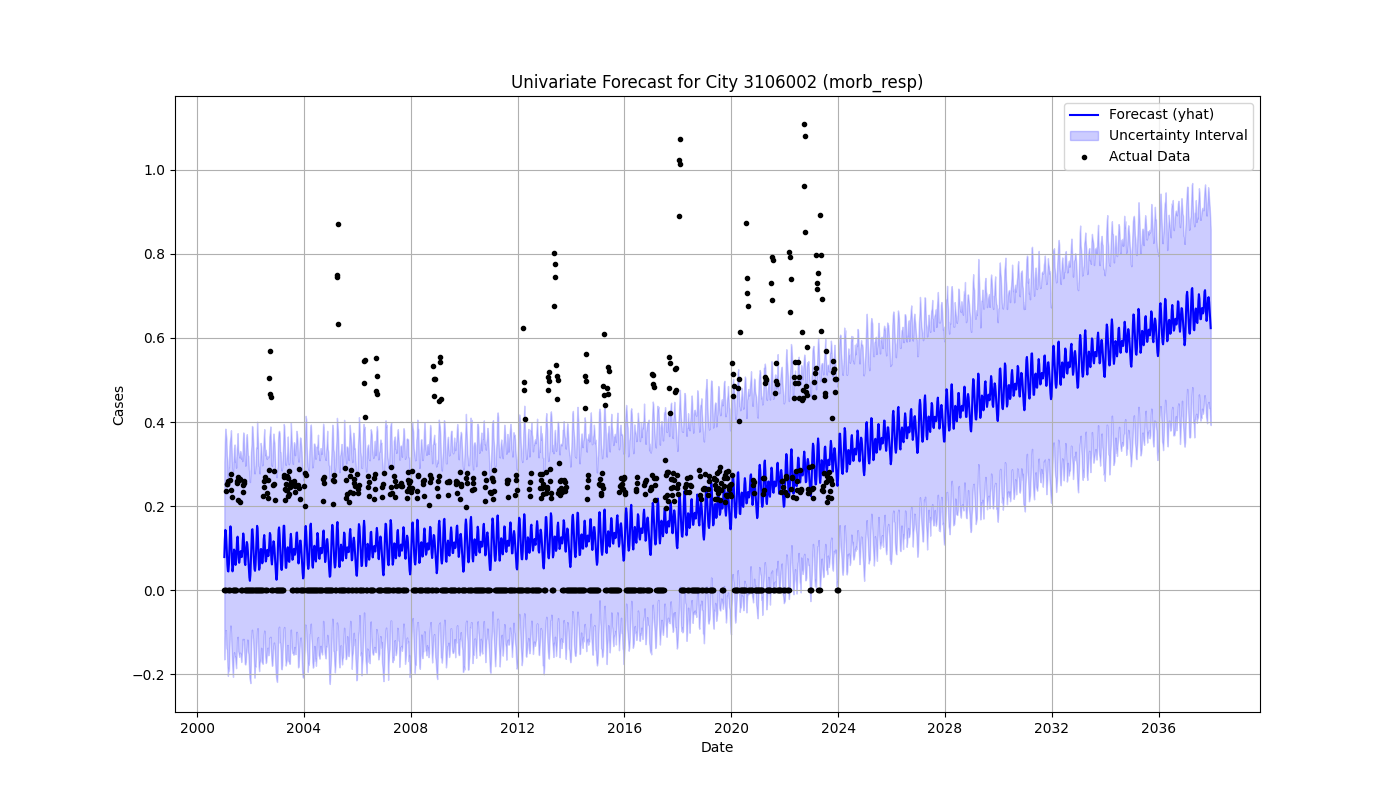 Univariate Forecast for City 3106002 (morb_resp)
Forecast (yhat)
Uncertainty Interval
Actual Data
Cases
1.0
0.8
0.6
0.4
0.2
0.0
−0.2
2000 2004 2008 2012 2016 2020 2024 2028 2032 2036
Date